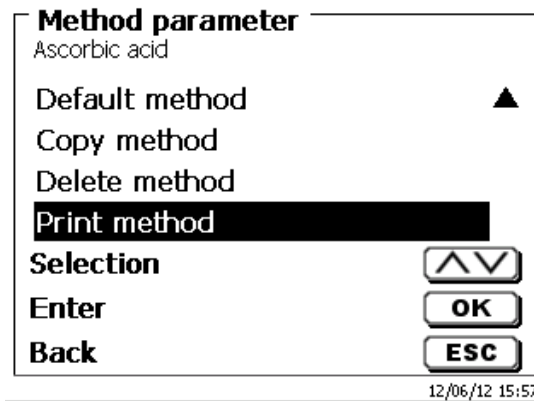 Method parameter
Ascorbic acid
Default method
Copy method
Delete method
Print method
Selection
Enter OK
Back ESC
12/06/12 15:57